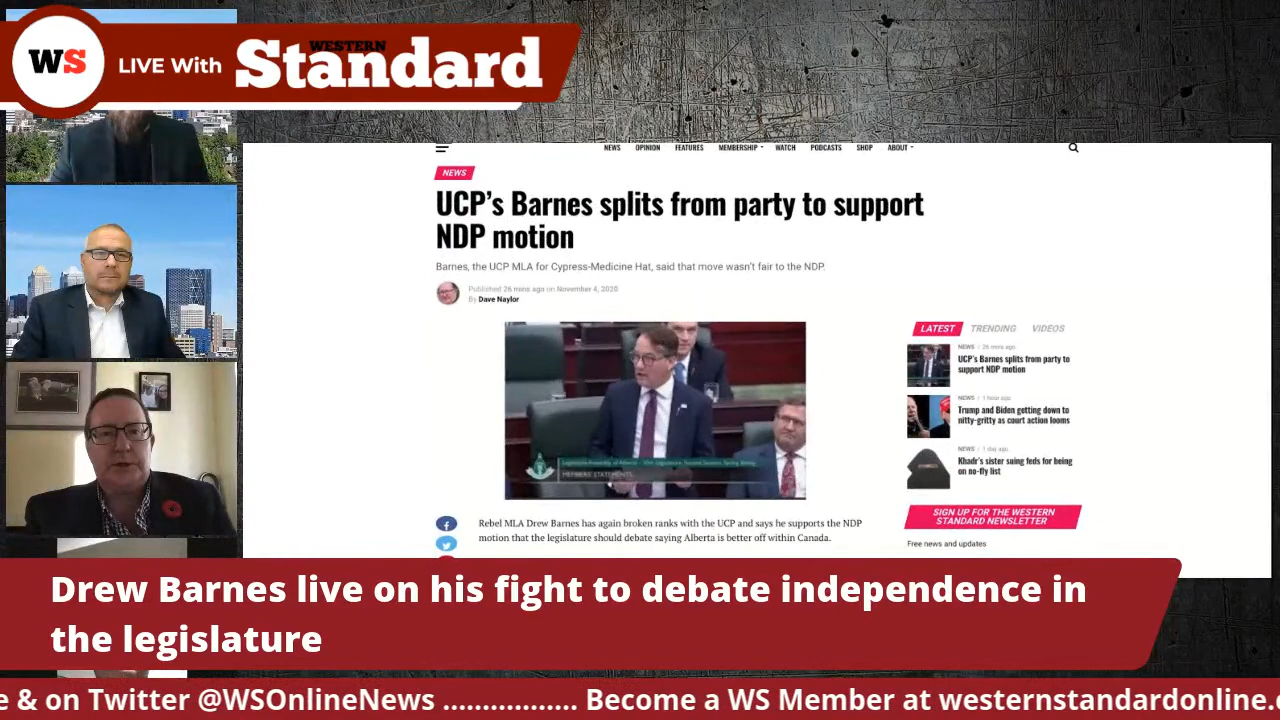 WS
LIVE With
WESTERN
Standard
NEWS OPINION FEATURES MEMBERSHIP WATCH PODCASTS SHOP ABOUT
NEWS
UCP's Barnes splits from party to support
NDP motion
Barnes, the UCP MLA for Cypress-Medicine Hat, said that move wasn't fair to the NDP.
Published 26 mins ago on November 4, 2020
By Dave Naylor
MEMBERS' STATEMENTS
Rebel MLA Drew Barnes has again broken ranks with the UCP and says he supports the NDP
motion that the legislature should debate saying Alberta is better off within Canada.
LATEST TRENDING VIDEOS
NEWS / 26 mins ago
UCP's Barnes splits from party to
support NDP motion
NEWS / 1 hour ago
Trump and Biden getting down to
nitty-gritty as court action looms
NEWS / 1 day ago
Khadr's sister suing feds for being
on no-fly list
SIGN UP FOR THE WESTERN
STANDARD NEWSLETTER
Free news and updates
Drew Barnes live on his fight to debate independence in
the legislature
e & on Twitter @WSOnlineNews ................. Become a WS Member at westernstandardonline.